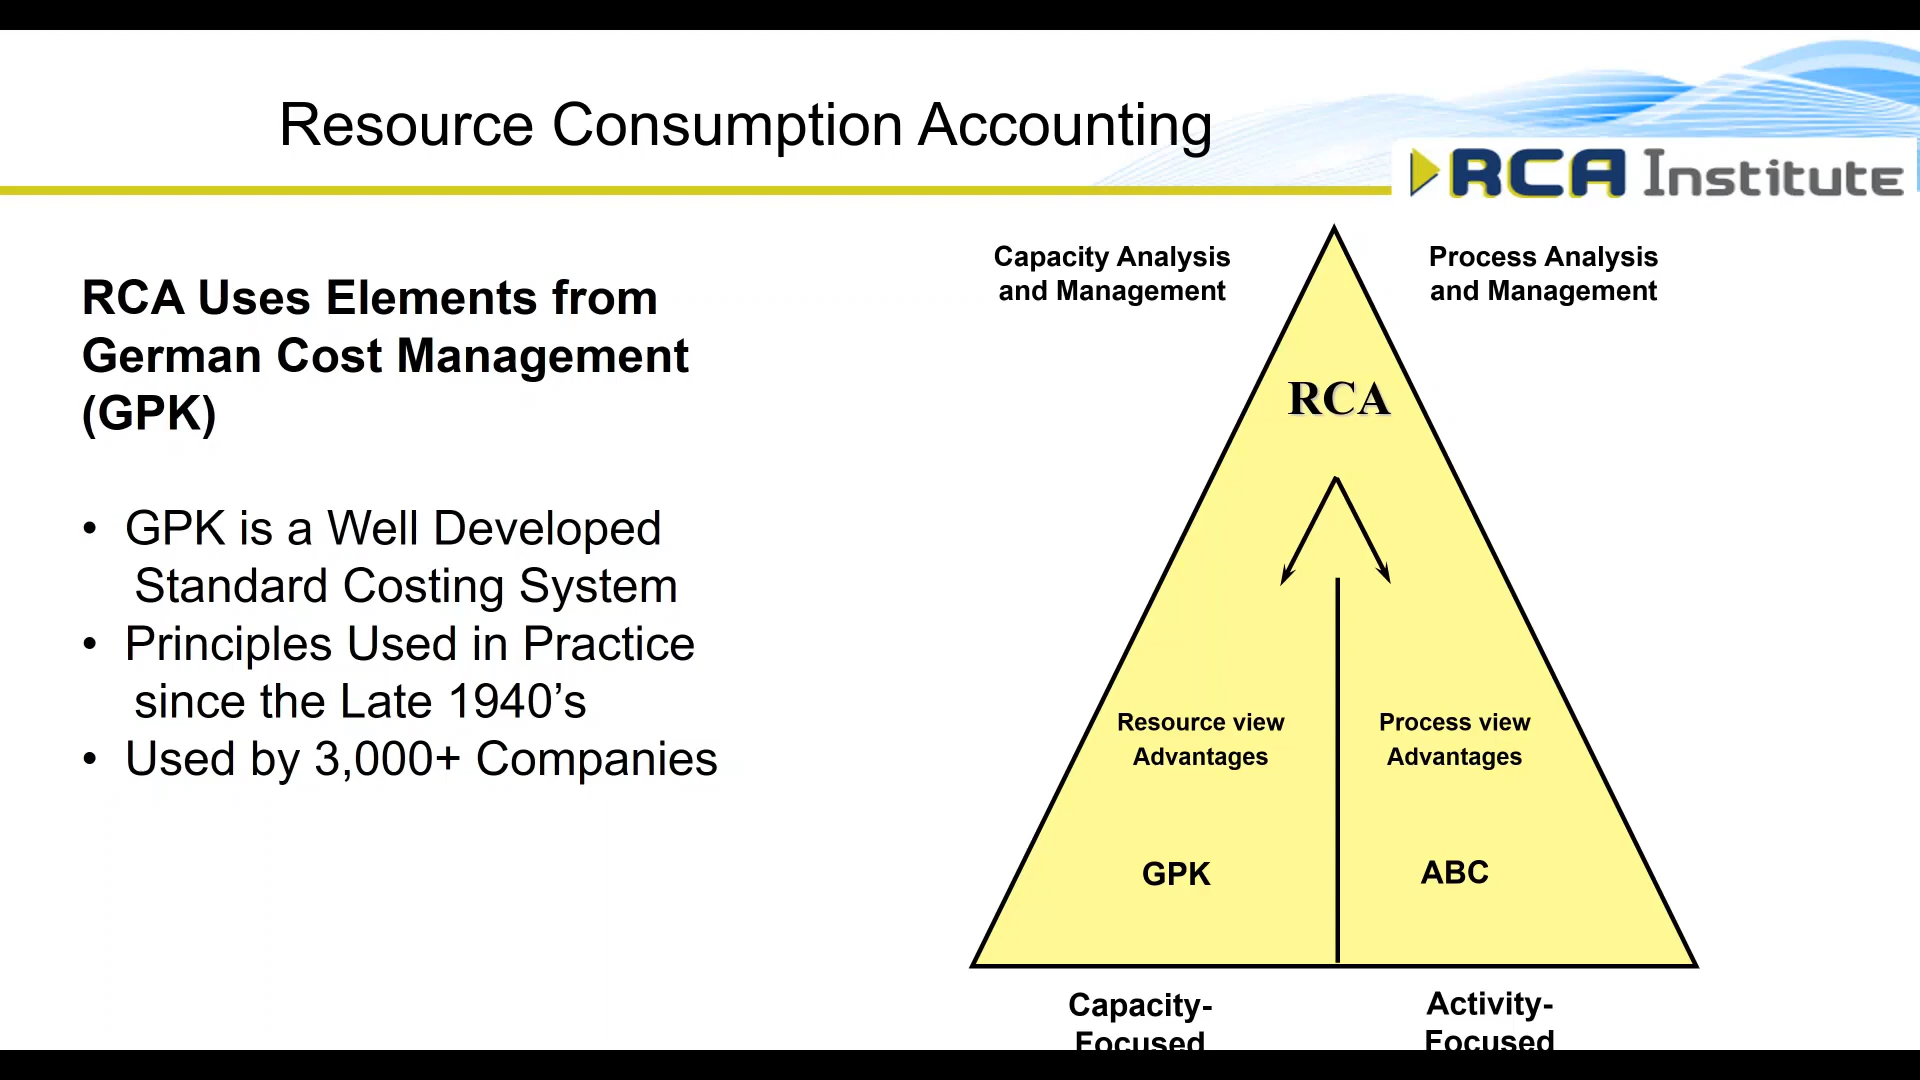 Resource Consumption Accounting
RCA Institute
RCA Uses Elements from
German Cost Management
(GPK)
• GPK is a Well Developed
Standard Costing System
• Principles Used in Practice
since the Late 1940’s
• Used by 3,000+ Companies
Capacity Analysis
and Management
Process Analysis
and Management
RCA
Resource view
Advantages
Process view
Advantages
GPK
ABC
Capacity-
Focused
Activity-
Focused